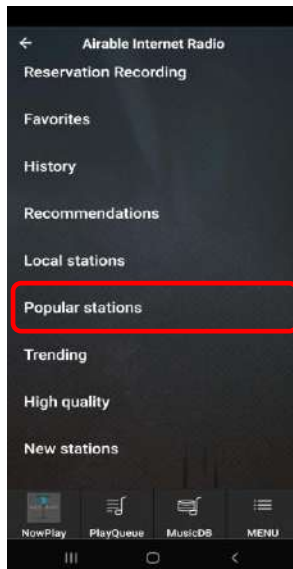 Airable Internet Radio
Reservation Recording
Favorites
History
Recommendations
Local stations
Popular stations
Trending
High quality
New stations
NowPlay PlayQueue MusicDB MENU